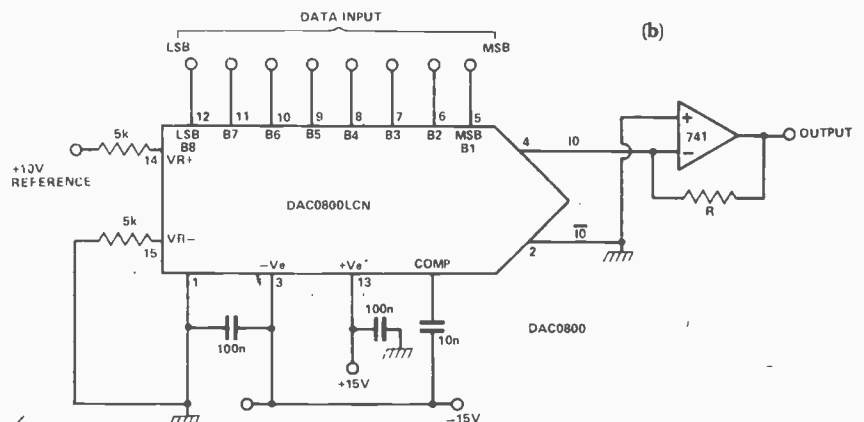 DATA INPUT
(b)
LSB
MSB
12
11
10
9
8
7
6
5
LSB
B8
B7
B6
B5
B4
B3
B2
MSB
B1
5k
14
VR+
+10V
REFERENCE
4
IO
+
741
−
OUTPUT
R
DAC0800LCN
5k
VR−
15
IO
2
−Ve
+Ve
COMP
1
3
13
100n
100n
10n
DAC0800
+15V
−15V